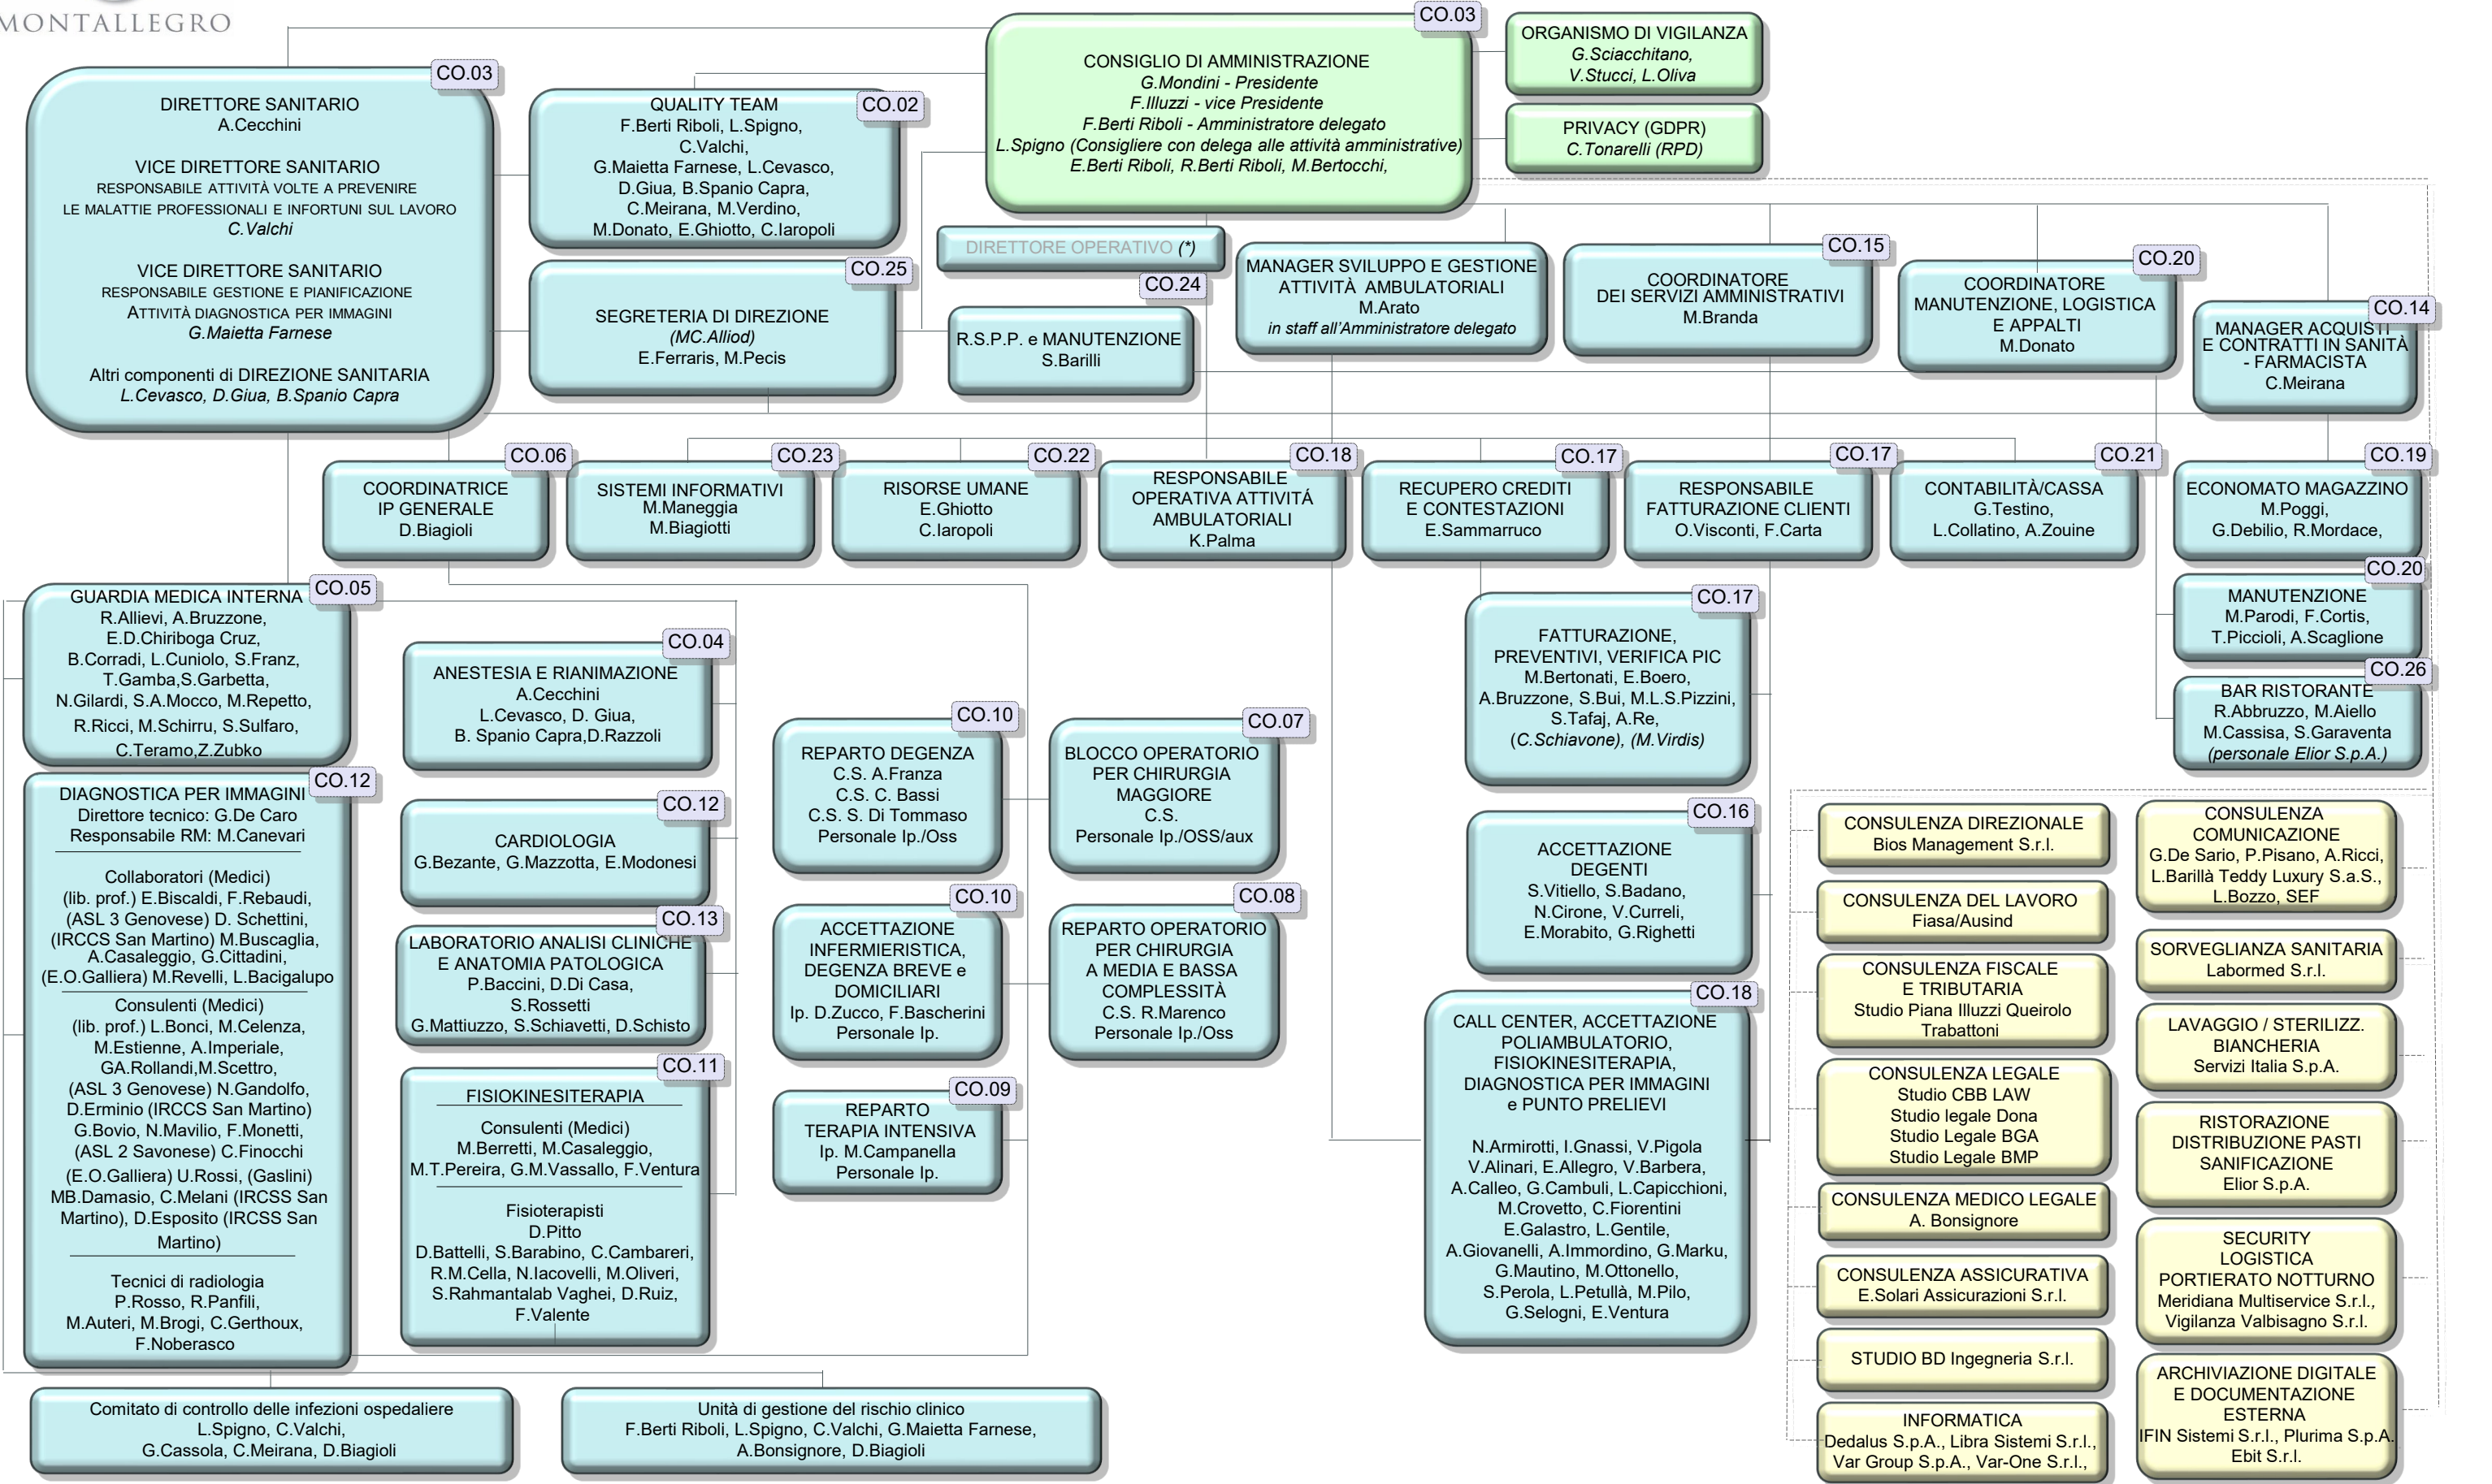 MONTALLEGRO
CO.03
DIRETTORE SANITARIO
A.Cecchini
VICE DIRETTORE SANITARIO
RESPONSABILE ATTIVITÀ VOLTE A PREVENIRE
LE MALATTIE PROFESSIONALI E INFORTUNI SUL LAVORO
C.Valchi
VICE DIRETTORE SANITARIO
RESPONSABILE GESTIONE E PIANIFICAZIONE
ATTIVITÀ DIAGNOSTICA PER IMMAGINI
G.Maietta Farnese
Altri componenti di DIREZIONE SANITARIA
L.Cevasco, D.Giua, B.Spanio Capra
CO.02
QUALITY TEAM
F.Berti Riboli, L.Spigno,
C.Valchi,
G.Maietta Farnese, L.Cevasco,
D.Giua, B.Spanio Capra,
C.Meirana, M.Verdino,
M.Donato, E.Ghiotto, C.Iaropoli
CO.03
CONSIGLIO DI AMMINISTRAZIONE
G.Mondini - Presidente
F.Illuzzi - vice Presidente
F.Berti Riboli - Amministratore delegato
L.Spigno (Consigliere con delega alle attività amministrative)
E.Berti Riboli, R.Berti Riboli, M.Bertocchi,
ORGANISMO DI VIGILANZA
G.Sciacchitano,
V.Stucci, L.Oliva
PRIVACY (GDPR)
C.Tonarelli (RPD)
CO.25
SEGRETERIA DI DIREZIONE
(MC.Alliod)
E.Ferraris, M.Pecis
DIRETTORE OPERATIVO (*)
CO.24
R.S.P.P. e MANUTENZIONE
S.Barilli
MANAGER SVILUPPO E GESTIONE
ATTIVITÀ AMBULATORIALI
M.Arato
in staff all'Amministratore delegato
CO.15
COORDINATORE
DEI SERVIZI AMMINISTRATIVI
M.Branda
CO.20
COORDINATORE
MANUTENZIONE, LOGISTICA
E APPALTI
M.Donato
CO.14
MANAGER ACQUISTI
E CONTRATTI IN SANITÀ
- FARMACISTA
C.Meirana
CO.06
COORDINATRICE
IP GENERALE
D.Biagioli
CO.23
SISTEMI INFORMATIVI
M.Maneggia
M.Biagiotti
CO.22
RISORSE UMANE
E.Ghiotto
C.Iaropoli
CO.18
RESPONSABILE
OPERATIVA ATTIVITÁ
AMBULATORIALI
K.Palma
CO.17
RECUPERO CREDITI
E CONTESTAZIONI
E.Sammarruco
CO.17
RESPONSABILE
FATTURAZIONE CLIENTI
O.Visconti, F.Carta
CO.21
CONTABILITÀ/CASSA
G.Testino,
L.Collatino, A.Zouine
CO.19
ECONOMATO MAGAZZINO
M.Poggi,
G.Debilio, R.Mordace,
CO.20
MANUTENZIONE
M.Parodi, F.Cortis,
T.Piccioli, A.Scaglione
CO.26
BAR RISTORANTE
R.Abbruzzo, M.Aiello
M.Cassisa, S.Garaventa
(personale Elior S.p.A.)
CO.05
GUARDIA MEDICA INTERNA
R.Allievi, A.Bruzzone,
E.D.Chiriboga Cruz,
B.Corradi, L.Cuniolo, S.Franz,
T.Gamba,S.Garbetta,
N.Gilardi, S.A.Mocco, M.Repetto,
R.Ricci, M.Schirru, S.Sulfaro,
C.Teramo,Z.Zubko
CO.12
DIAGNOSTICA PER IMMAGINI
Direttore tecnico: G.De Caro
Responsabile RM: M.Canevari
Collaboratori (Medici)
(lib. prof.) E.Biscaldi, F.Rebaudi,
(ASL 3 Genovese) D. Schettini,
(IRCCS San Martino) M.Buscaglia,
A.Casaleggio, G.Cittadini,
(E.O.Galliera) M.Revelli, L.Bacigalupo
Consulenti (Medici)
(lib. prof.) L.Bonci, M.Celenza,
M.Estienne, A.Imperiale,
GA.Rollandi,M.Scettro,
(ASL 3 Genovese) N.Gandolfo,
D.Erminio (IRCCS San Martino)
G.Bovio, N.Mavilio, F.Monetti,
(ASL 2 Savonese) C.Finocchi
(E.O.Galliera) U.Rossi, (Gaslini)
MB.Damasio, C.Melani (IRCSS San
Martino), D.Esposito (IRCSS San
Martino)
Tecnici di radiologia
P.Rosso, R.Panfili,
M.Auteri, M.Brogi, C.Gerthoux,
F.Noberasco
CO.04
ANESTESIA E RIANIMAZIONE
A.Cecchini
L.Cevasco, D. Giua,
B. Spanio Capra,D.Razzoli
CO.12
CARDIOLOGIA
G.Bezante, G.Mazzotta, E.Modonesi
CO.13
LABORATORIO ANALISI CLINICHE
E ANATOMIA PATOLOGICA
P.Baccini, D.Di Casa,
S.Rossetti
G.Mattiuzzo, S.Schiavetti, D.Schisto
CO.11
FISIOKINESITERAPIA
Consulenti (Medici)
M.Berretti, M.Casaleggio,
M.T.Pereira, G.M.Vassallo, F.Ventura
Fisioterapisti
D.Pitto
D.Battelli, S.Barabino, C.Cambareri,
R.M.Cella, N.Iacovelli, M.Oliveri,
S.Rahmantalab Vaghei, D.Ruiz,
F.Valente
CO.10
REPARTO DEGENZA
C.S. A.Franza
C.S. C. Bassi
C.S. S. Di Tommaso
Personale Ip./Oss
CO.07
BLOCCO OPERATORIO
PER CHIRURGIA
MAGGIORE
C.S.
Personale Ip./OSS/aux
CO.10
ACCETTAZIONE
INFERMIERISTICA,
DEGENZA BREVE e
DOMICILIARI
Ip. D.Zucco, F.Bascherini
Personale Ip.
CO.08
REPARTO OPERATORIO
PER CHIRURGIA
A MEDIA E BASSA
COMPLESSITÀ
C.S. R.Marenco
Personale Ip./Oss
CO.09
REPARTO
TERAPIA INTENSIVA
Ip. M.Campanella
Personale Ip.
CO.17
FATTURAZIONE,
PREVENTIVI, VERIFICA PIC
M.Bertonati, E.Boero,
A.Bruzzone, S.Bui, M.L.S.Pizzini,
S.Tafaj, A.Re,
(C.Schiavone), (M.Virdis)
CO.16
ACCETTAZIONE
DEGENTI
S.Vitiello, S.Badano,
N.Cirone, V.Curreli,
E.Morabito, G.Righetti
CO.18
CALL CENTER, ACCETTAZIONE
POLIAMBULATORIO,
FISIOKINESITERAPIA,
DIAGNOSTICA PER IMMAGINI
e PUNTO PRELIEVI
N.Armirotti, I.Gnassi, V.Pigola
V.Alinari, E.Allegro, V.Barbera,
A.Calleo, G.Cambuli, L.Capicchioni,
M.Crovetto, C.Fiorentini
E.Galastro, L.Gentile,
A.Giovanelli, A.Immordino, G.Marku,
G.Mautino, M.Ottonello,
S.Perola, L.Petullà, M.Pilo,
G.Selogni, E.Ventura
CONSULENZA DIREZIONALE
Bios Management S.r.l.
CONSULENZA DEL LAVORO
Fiasa/Ausind
CONSULENZA FISCALE
E TRIBUTARIA
Studio Piana Illuzzi Queirolo
Trabattoni
CONSULENZA LEGALE
Studio CBB LAW
Studio legale Dona
Studio Legale BGA
Studio Legale BMP
CONSULENZA MEDICO LEGALE
A. Bonsignore
CONSULENZA ASSICURATIVA
E.Solari Assicurazioni S.r.l.
STUDIO BD Ingegneria S.r.l.
INFORMATICA
Dedalus S.p.A., Libra Sistemi S.r.l.,
Var Group S.p.A., Var-One S.r.l.,
CONSULENZA
COMUNICAZIONE
G.De Sario, P.Pisano, A.Ricci,
L.Barillà Teddy Luxury S.a.S.,
L.Bozzo, SEF
SORVEGLIANZA SANITARIA
Labormed S.r.l.
LAVAGGIO / STERILIZZ.
BIANCHERIA
Servizi Italia S.p.A.
RISTORAZIONE
DISTRIBUZIONE PASTI
SANIFICAZIONE
Elior S.p.A.
SECURITY
LOGISTICA
PORTIERATO NOTTURNO
Meridiana Multiservice S.r.l.,
Vigilanza Valbisagno S.r.l.
ARCHIVIAZIONE DIGITALE
E DOCUMENTAZIONE
ESTERNA
IFIN Sistemi S.r.l., Plurima S.p.A.
Ebit S.r.l.
Comitato di controllo delle infezioni ospedaliere
L.Spigno, C.Valchi,
G.Cassola, C.Meirana, D.Biagioli
Unità di gestione del rischio clinico
F.Berti Riboli, L.Spigno, C.Valchi, G.Maietta Farnese,
A.Bonsignore, D.Biagioli